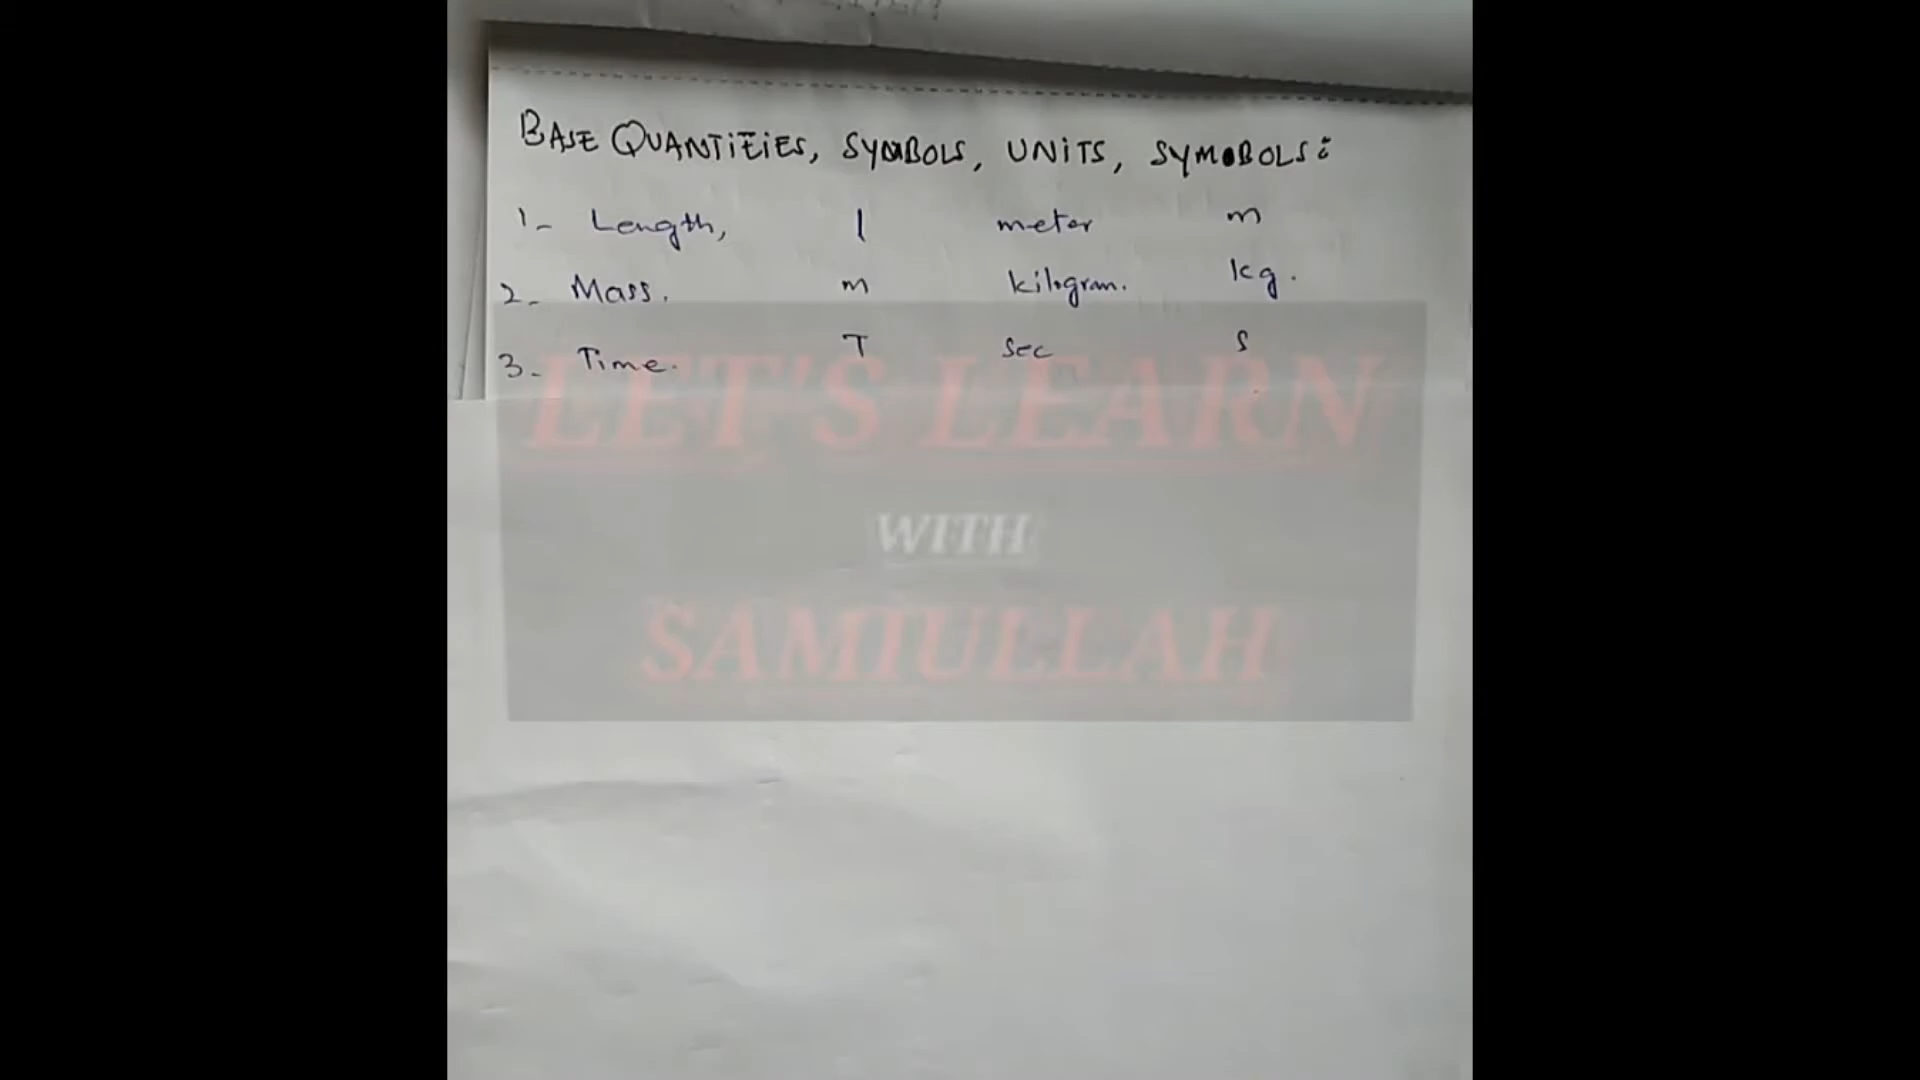 BASE QUANTITIES, SYMBOLS, UNITS, SYMBOLS:
1- Length, l meter m
2- Mass. m kilogram. kg.
3- Time. T sec s
LET'S LEARN
WITH
SAMIULLAH